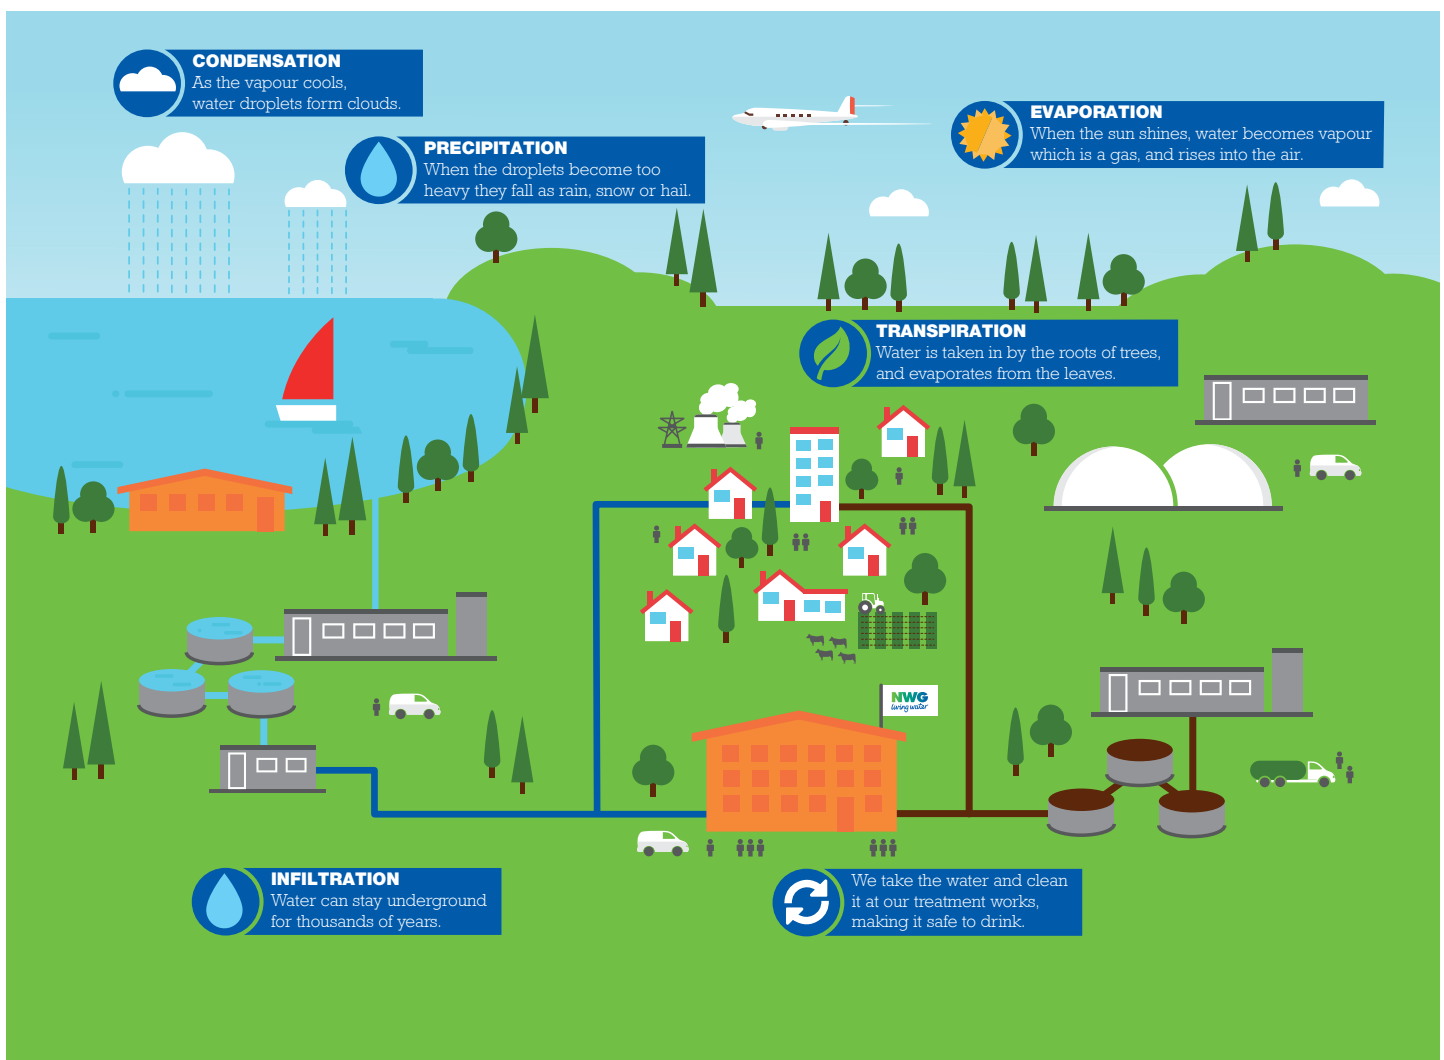 CONDENSATION
As the vapour cools,
water droplets form clouds.
PRECIPITATION
When the droplets become too
heavy they fall as rain, snow or hail.
EVAPORATION
When the sun shines, water becomes vapour
which is a gas, and rises into the air.
TRANSPIRATION
Water is taken in by the roots of trees,
and evaporates from the leaves.
NWG
living water
INFILTRATION
Water can stay underground
for thousands of years.
We take the water and clean
it at our treatment works,
making it safe to drink.